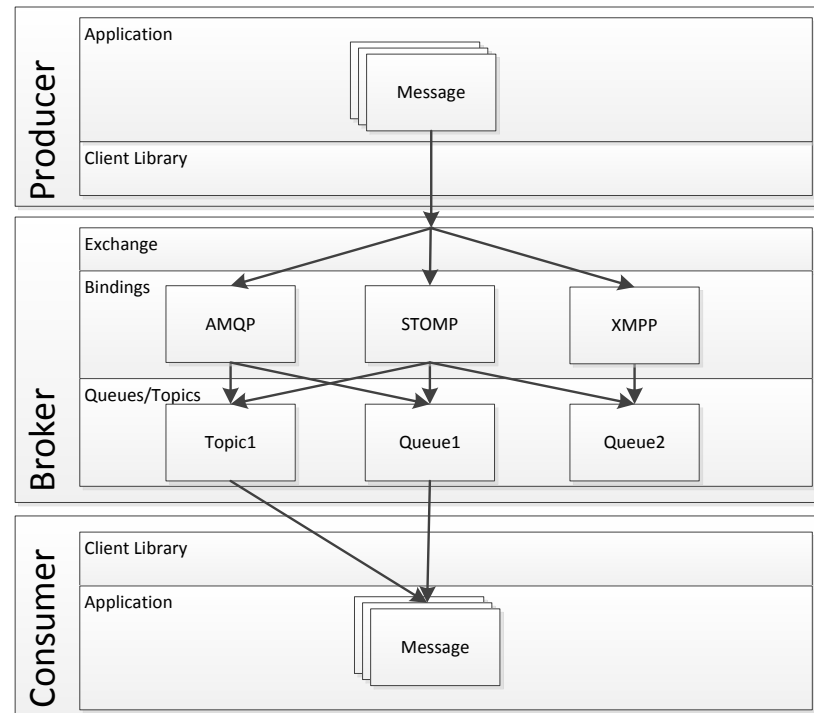 Producer
Application
Message
Client Library
Broker
Exchange
Bindings
AMQP
STOMP
XMPP
Queues/Topics
Topic1
Queue1
Queue2
Consumer
Client Library
Application
Message